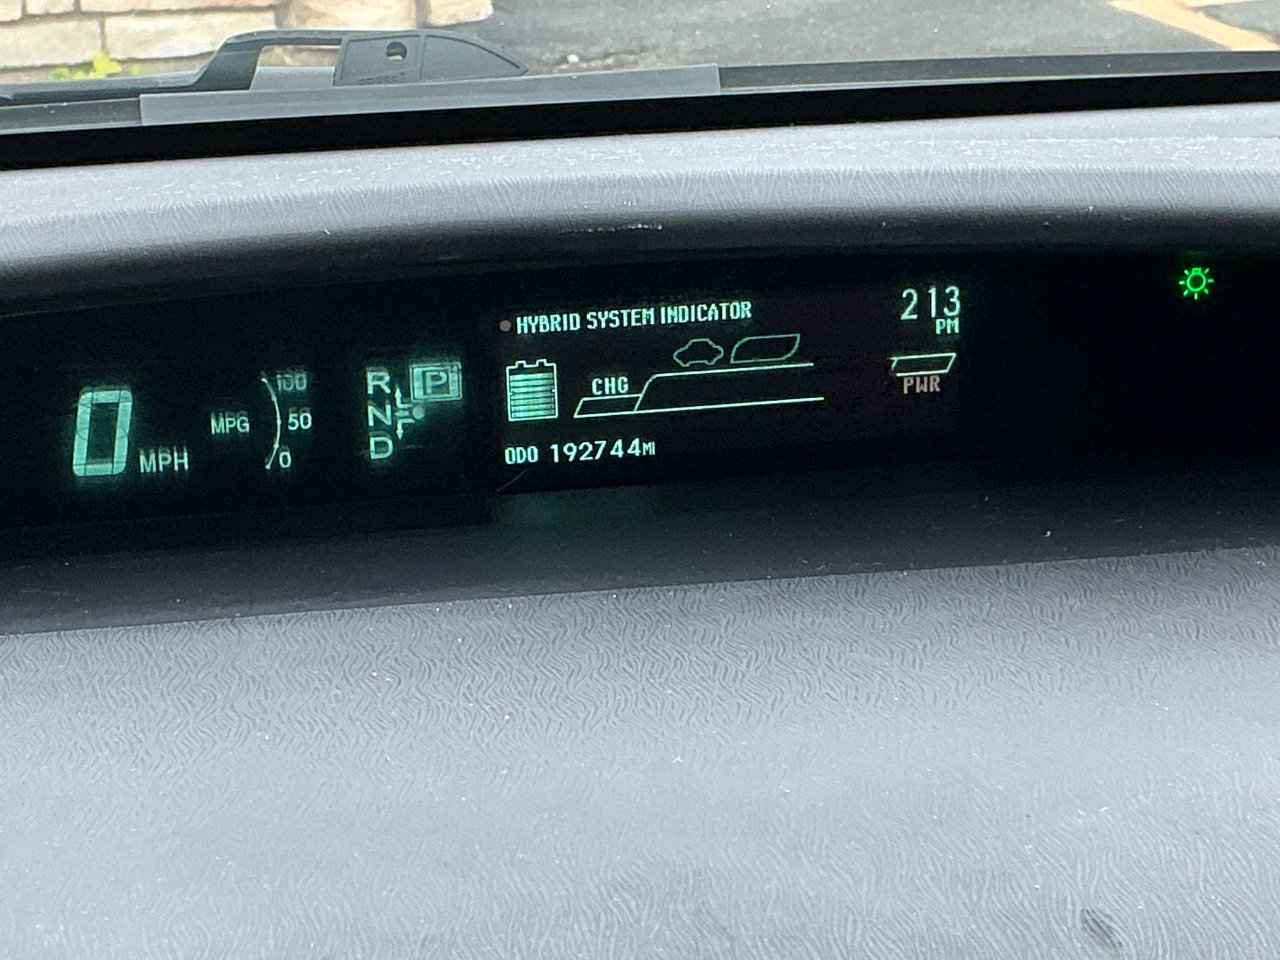 HYBRID SYSTEM INDICATOR
213
PM
0 MPH
MPG
100
50
0
R
N
D
P
CHG
PWR
ODO 192744MI